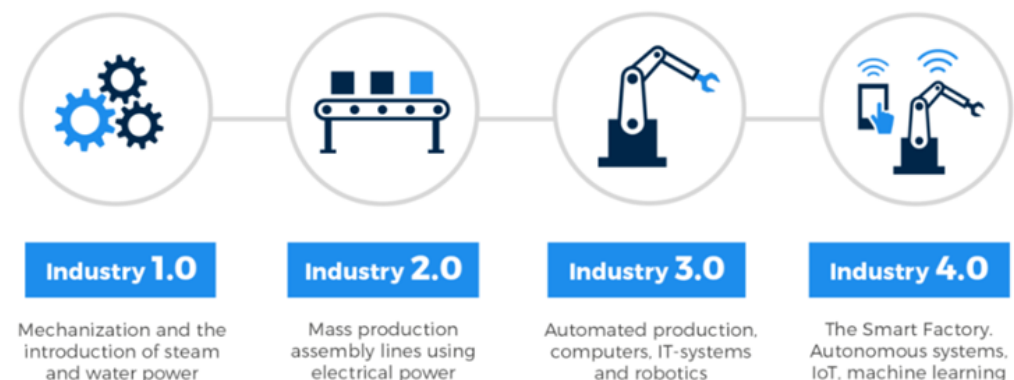 Industry 1.0
Mechanization and the
introduction of steam
and water power
Industry 2.0
Mass production
assembly lines using
electrical power
Industry 3.0
Automated production,
computers, IT-systems
and robotics
Industry 4.0
The Smart Factory.
Autonomous systems,
IoT, machine learning